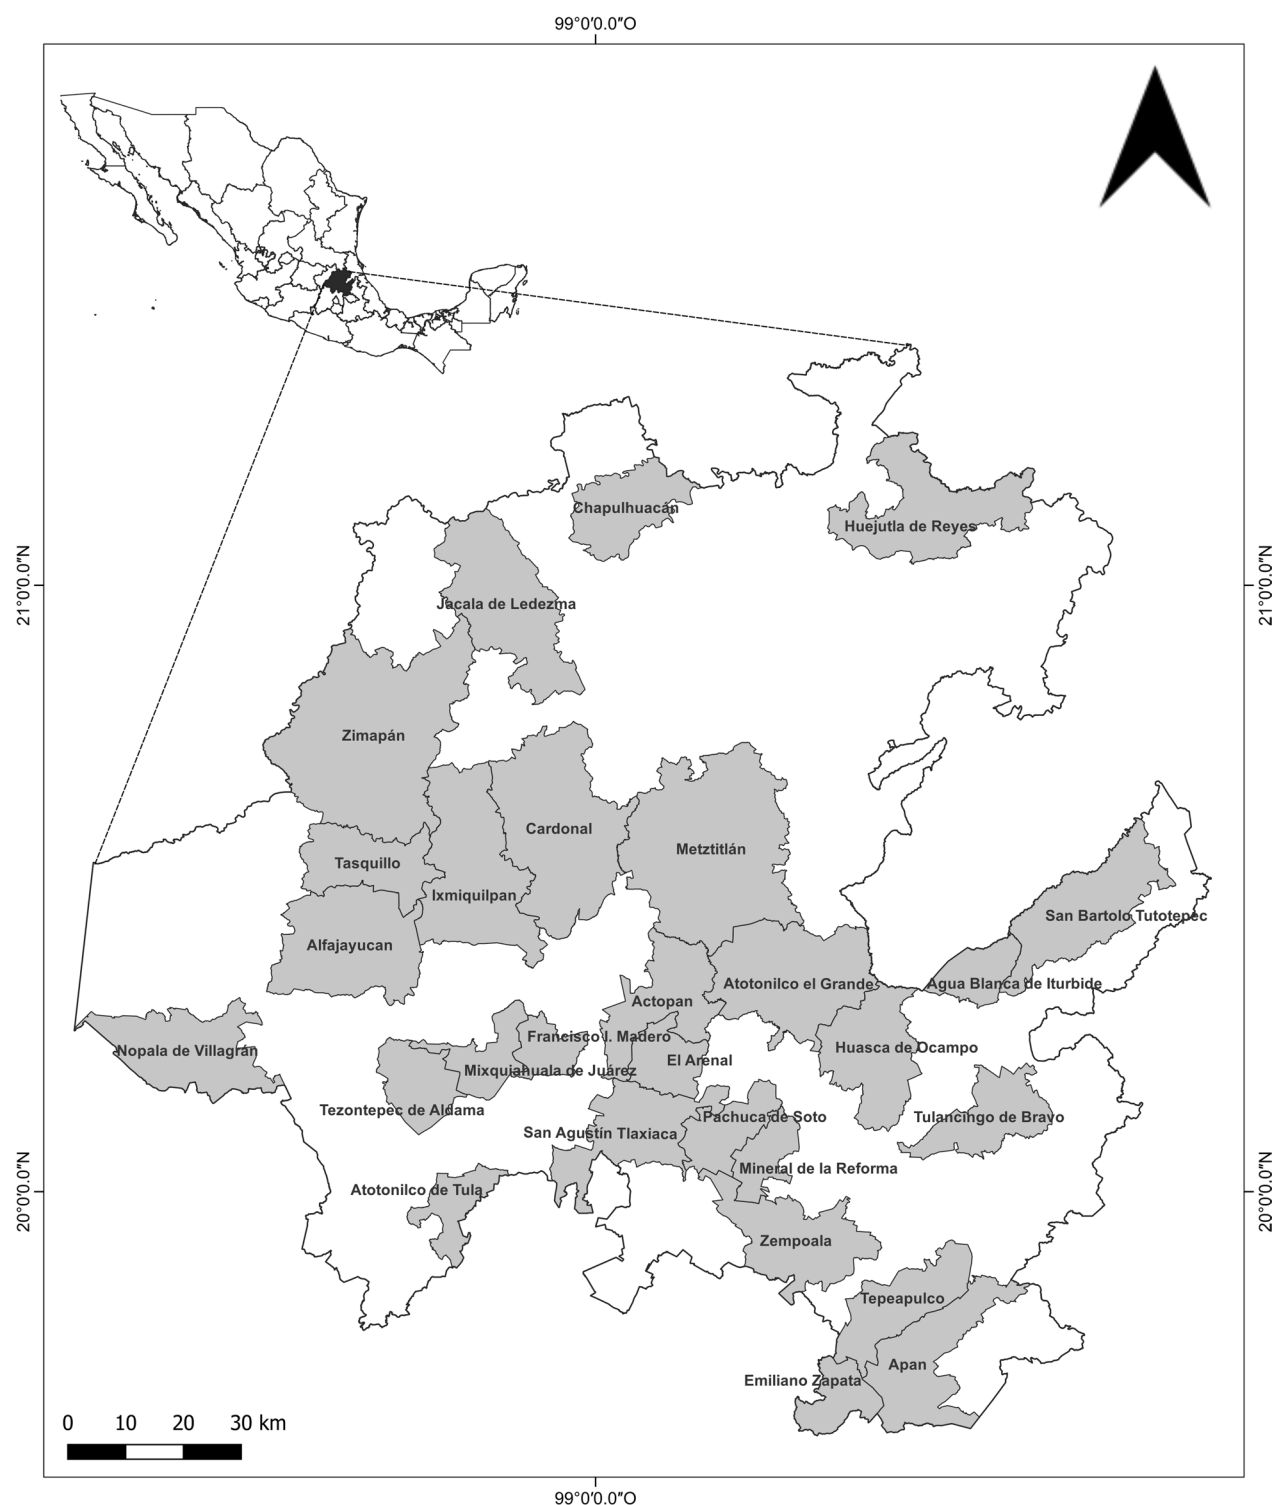 99°0′0.0″O
21°0′0.0″N
21°0′0.0″N
Chapulhuacán
Huejutla de Reyes
Jacala de Ledezma
Zimapán
Cardonal
Metztitlán
Tasquillo
Ixmiquilpan
San Bartolo Tutotepec
Alfajayucan
Atotonilco el Grande
Agua Blanca de Iturbide
Actopan
Francisco I. Madero
Nopala de Villagrán
Huasca de Ocampo
El Arenal
Mixquiahuala de Juárez
Tezontepec de Aldama
Pachuca de Soto
Tulancingo de Bravo
San Agustín Tlaxiaca
Mineral de la Reforma
Atotonilco de Tula
20°0′0.0″N
20°0′0.0″N
Zempoala
Tepeapulco
Apan
Emiliano Zapata
0 10 20 30 km
99°0′0.0″O